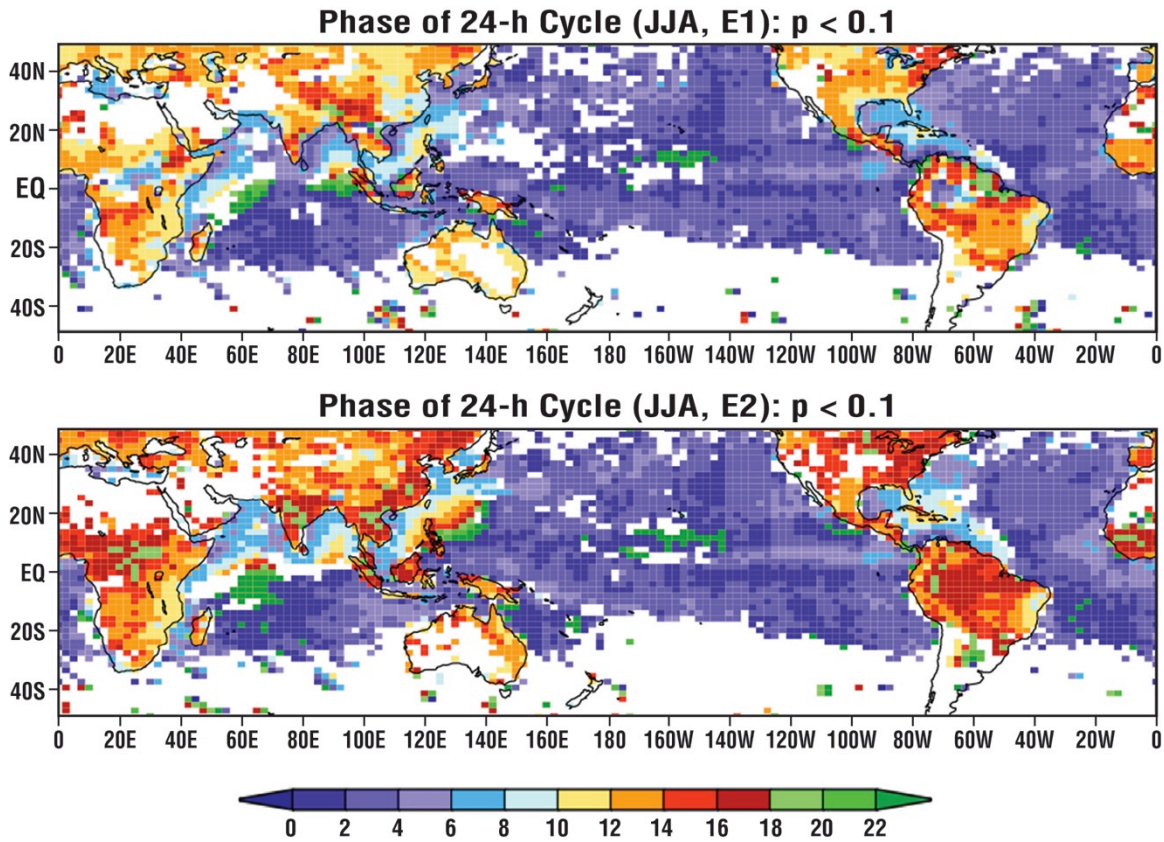 Phase of 24-h Cycle (JJA, E1): p < 0.1
40N
20N
EQ
20S
40S
0 20E 40E 60E 80E 100E 120E 140E 160E 180 160W 140W 120W 100W 80W 60W 40W 20W 0
Phase of 24-h Cycle (JJA, E2): p < 0.1
40N
20N
EQ
20S
40S
0 20E 40E 60E 80E 100E 120E 140E 160E 180 160W 140W 120W 100W 80W 60W 40W 20W 0
0 2 4 6 8 10 12 14 16 18 20 22